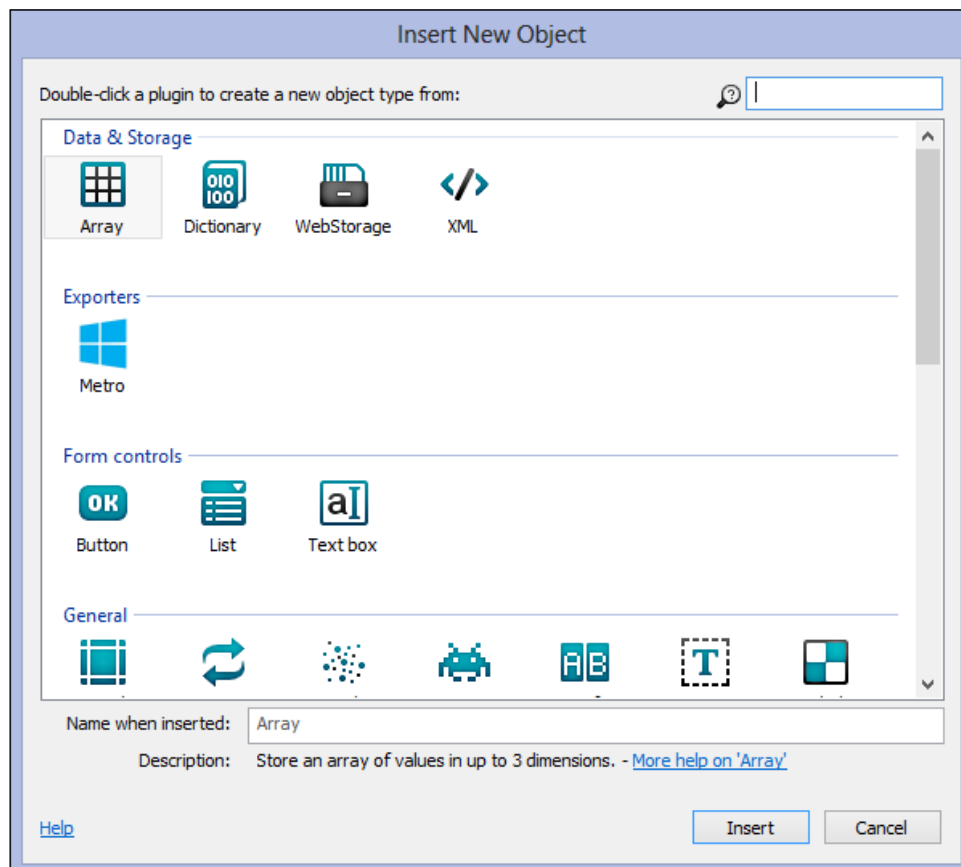 Insert New Object
Double-click a plugin to create a new object type from:
Data & Storage
Array Dictionary WebStorage XML
Exporters
Metro
Form controls
Button List Text box
General
Name when inserted: Array
Description: Store an array of values in up to 3 dimensions. - More help on 'Array'
Help Insert Cancel